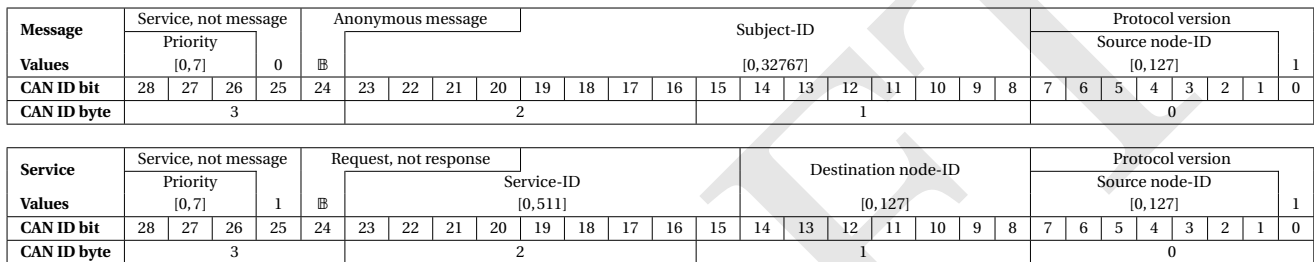 Message Service, not message Anonymous message Subject-ID Protocol version
Priority Source node-ID
Values [0,7] 0 𝔹 [0,32767] [0,127] 1
CAN ID bit 28 27 26 25 24 23 22 21 20 19 18 17 16 15 14 13 12 11 10 9 8 7 6 5 4 3 2 1 0
CAN ID byte 3 2 1 0
Service Service, not message Request, not response Destination node-ID Protocol version
Priority Service-ID Source node-ID
Values [0,7] 1 𝔹 [0,511] [0,127] [0,127] 1
CAN ID bit 28 27 26 25 24 23 22 21 20 19 18 17 16 15 14 13 12 11 10 9 8 7 6 5 4 3 2 1 0
CAN ID byte 3 2 1 0